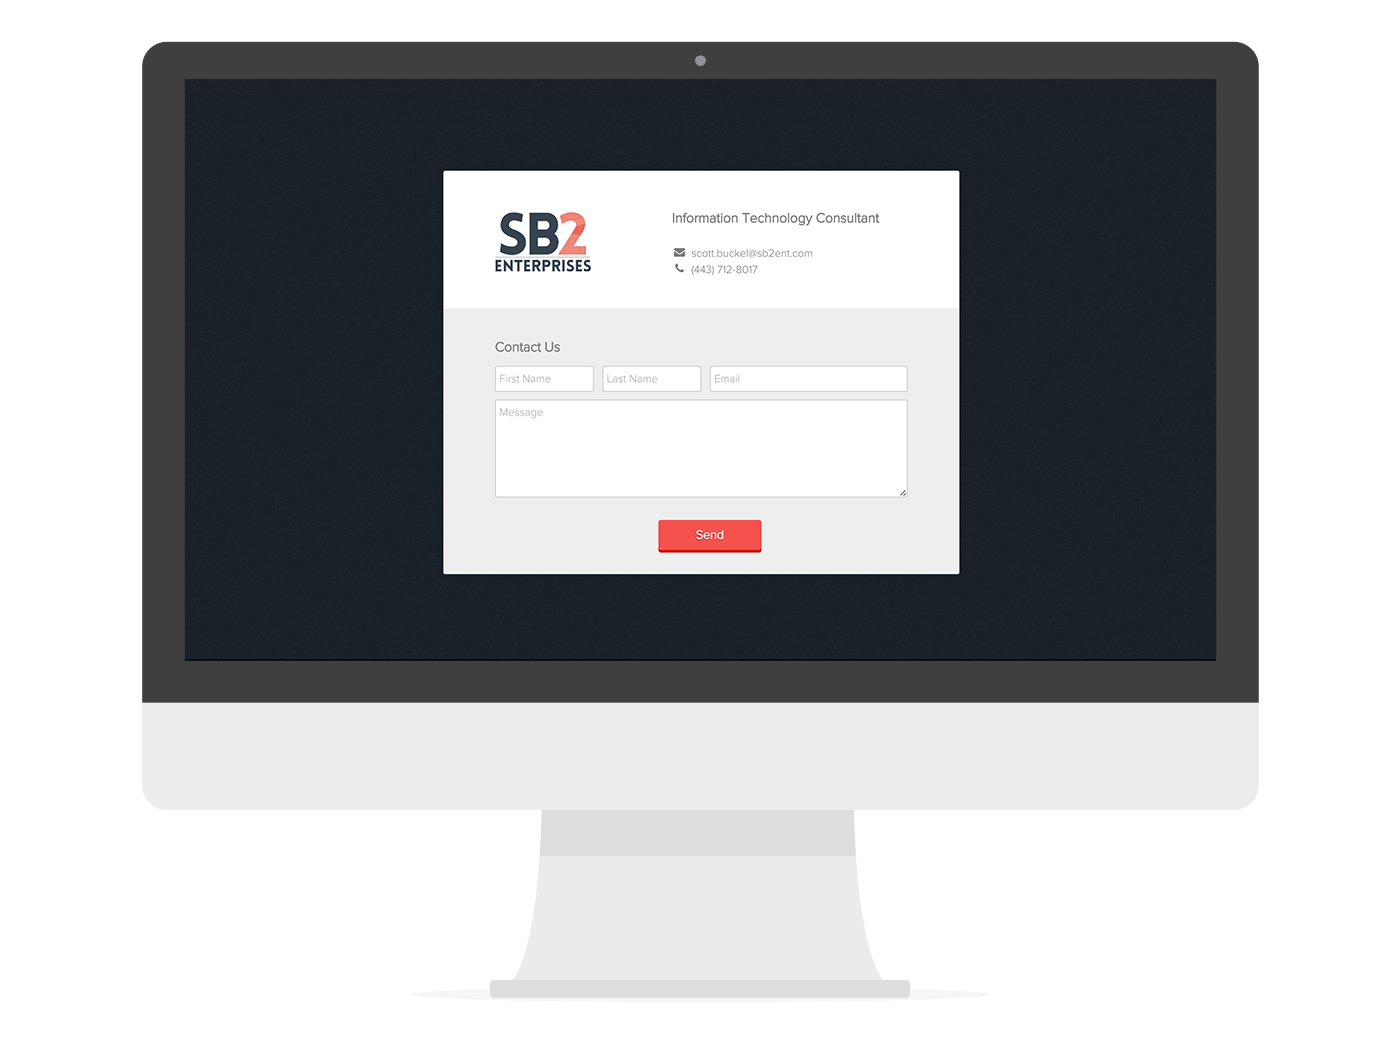 SB2
ENTERPRISES
Information Technology Consultant
scott.buckel@sb2ent.com
(443) 712-8017
Contact Us
First Name Last Name Email
Message
Send